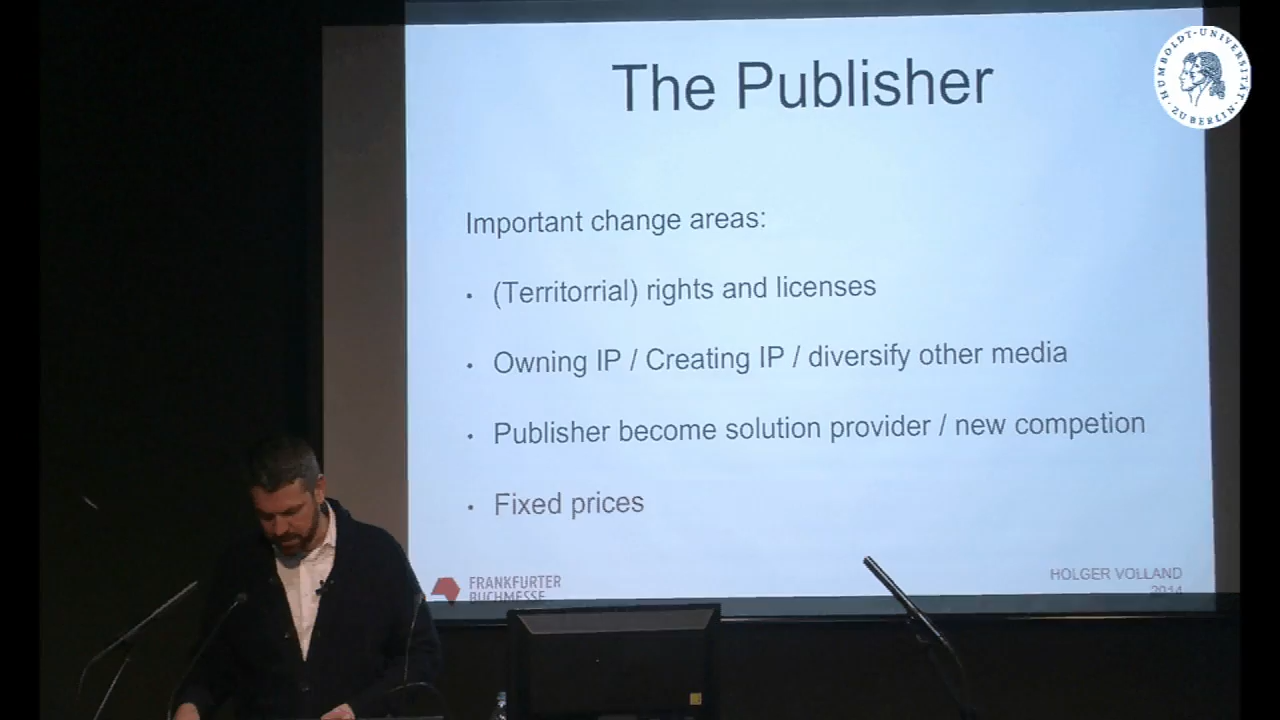 The Publisher
HUMBOLDT-UNIVERSITÄT ZU BERLIN
Important change areas:
• (Territorrial) rights and licenses
• Owning IP / Creating IP / diversify other media
• Publisher become solution provider / new competion
• Fixed prices
FRANKFURTER
BUCHMESSE
HOLGER VOLLAND
2014